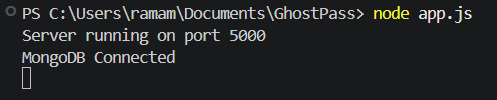 PS C:\Users\ramam\Documents\GhostPass> node app.js
Server running on port 5000
MongoDB Connected